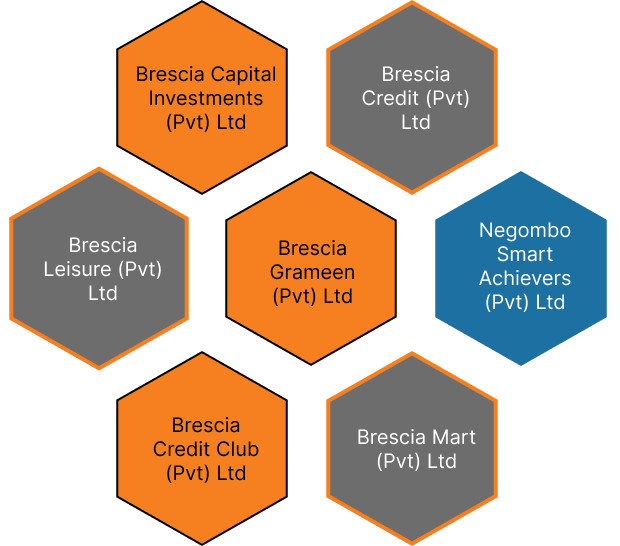 Brescia Capital
Investments
(Pvt) Ltd
Brescia
Credit (Pvt)
Ltd
Brescia
Leisure (Pvt)
Ltd
Brescia
Grameen
(Pvt) Ltd
Negombo
Smart
Achievers
(Pvt) Ltd
Brescia
Credit Club
(Pvt) Ltd
Brescia Mart
(Pvt) Ltd